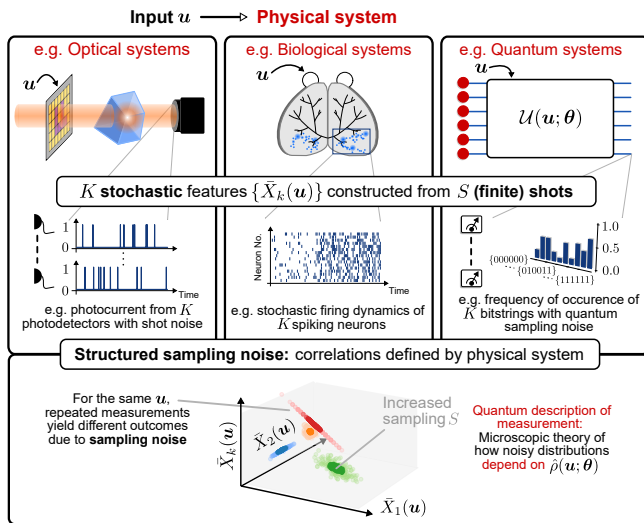 Input u ⟶ Physical system
e.g. Optical systems
u
e.g. Biological systems
u
e.g. Quantum systems
u
𝒰(u; θ)
K stochastic features {X̄ₖ(u)} constructed from S (finite) shots
1
0
1
0
Time
e.g. photocurrent from K
photodetectors with shot noise
Neuron No.
Time
e.g. stochastic firing dynamics of
K spiking neurons
1.0
0.5
0.0
{000000}
{010011}
{111111}
e.g. frequency of occurence of
K bitstrings with quantum
sampling noise
Structured sampling noise: correlations defined by physical system
For the same u,
repeated measurements
yield different outcomes
due to sampling noise
X̄ₖ(u)
X̄₂(u)
X̄₁(u)
Increased
sampling S
Quantum description of
measurement:
Microscopic theory of
how noisy distributions
depend on ρ̂(u; θ)